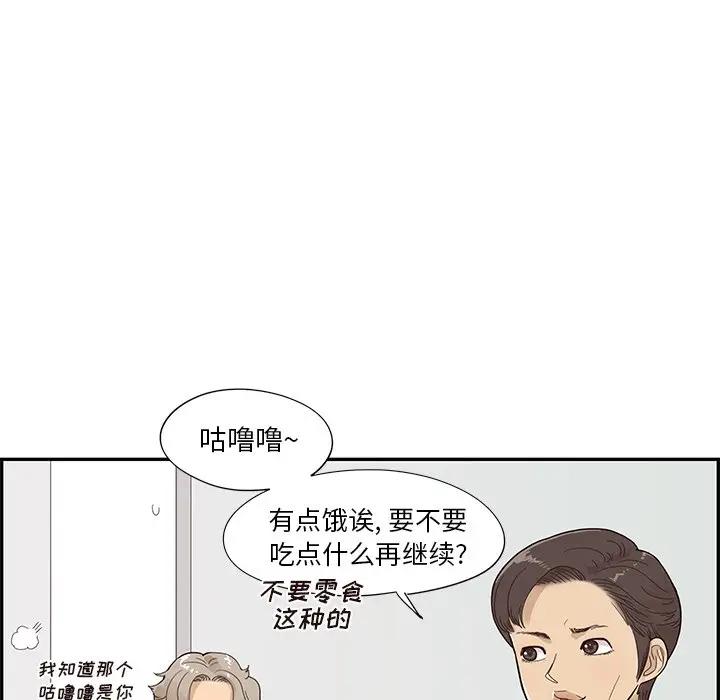 咕噜噜~
有点饿诶, 要不要
吃点什么再继续?
不要零食
这种的
我知道那个
咕噜噜是你